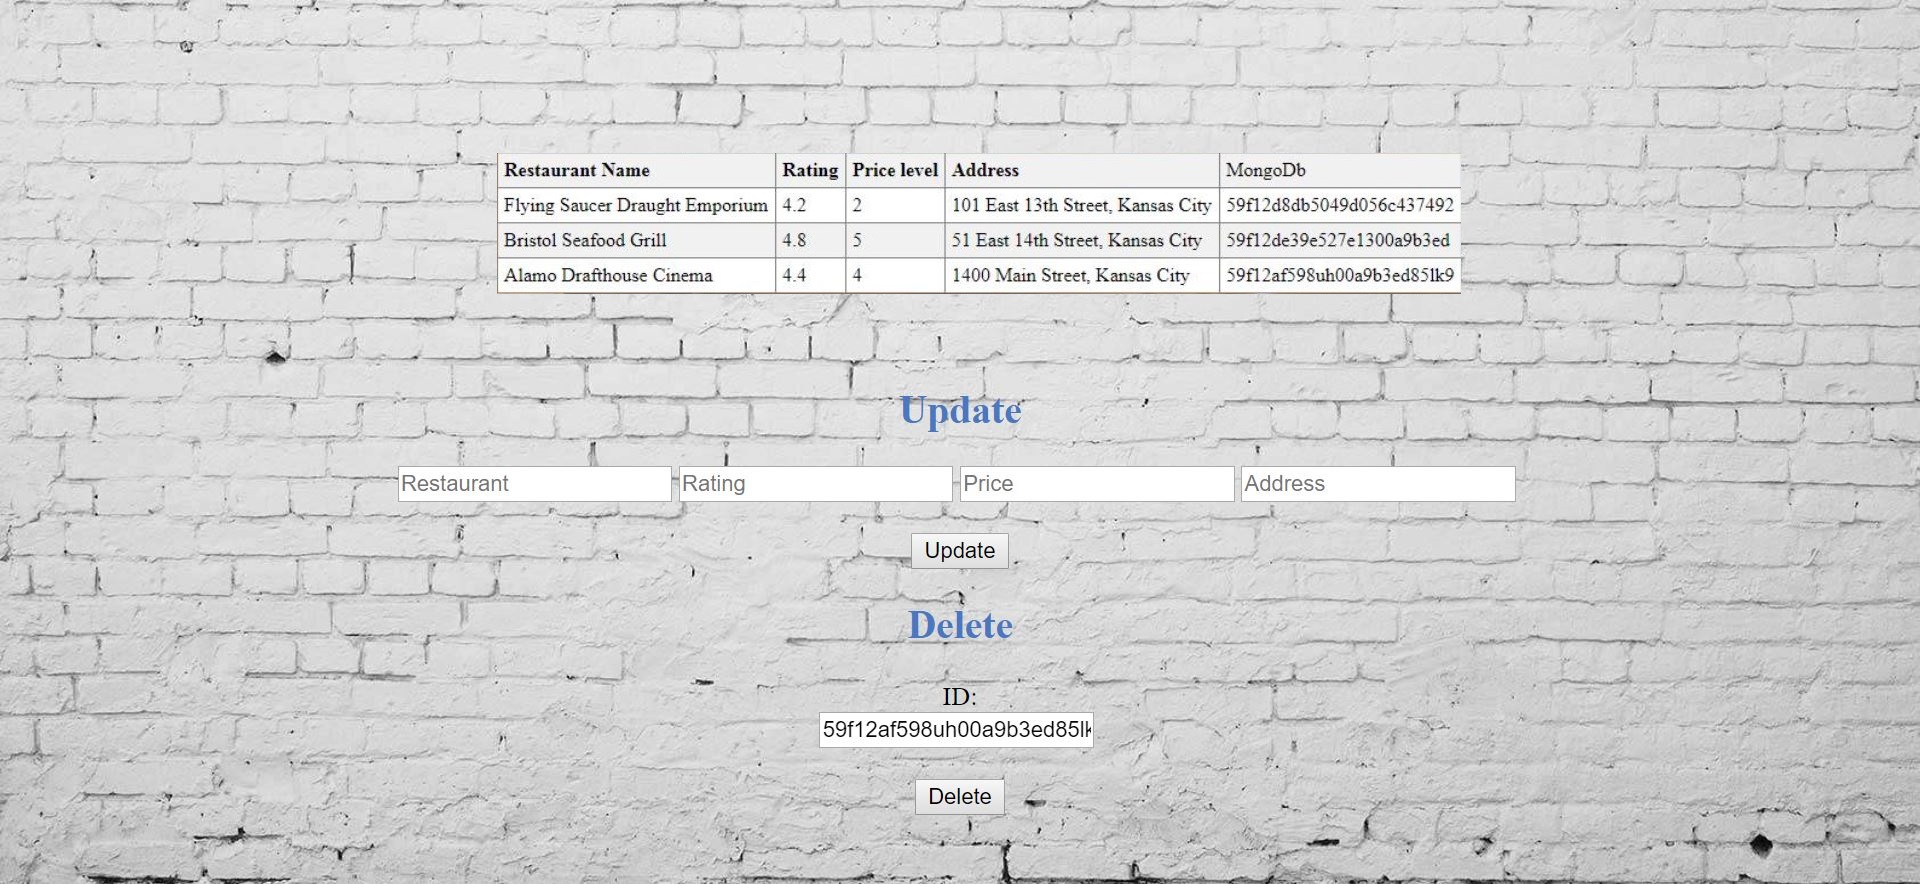 Restaurant Name Rating Price level Address MongoDb
Flying Saucer Draught Emporium 4.2 2 101 East 13th Street, Kansas City 59f12d8db5049d056c437492
Bristol Seafood Grill 4.8 5 51 East 14th Street, Kansas City 59f12de39e527e1300a9b3ed
Alamo Drafthouse Cinema 4.4 4 1400 Main Street, Kansas City 59f12af598uh00a9b3ed85lk9
Update
Restaurant Rating Price Address
Update
Delete
ID:
59f12af598uh00a9b3ed85lk
Delete